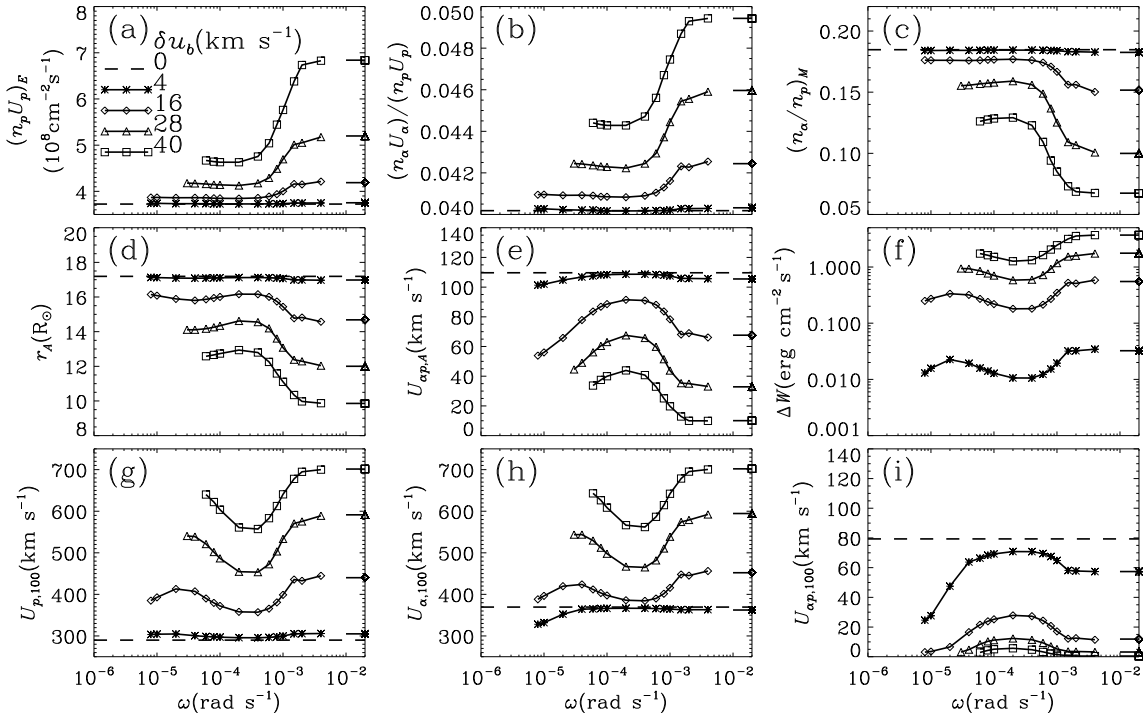 (a) δu_b(km s⁻¹)
0
4
16
28
40
(n_pU_p)_E
(10⁸cm⁻²s⁻¹)
8
7
6
5
4
3
(b)
(n_αU_α)/(n_pU_p)
0.050
0.048
0.046
0.044
0.042
0.040
(c)
(n_α/n_p)_M
0.20
0.15
0.10
0.05
(d)
r_A(R_⊙)
20
18
16
14
12
10
8
(e)
U_αp,A(km s⁻¹)
140
120
100
80
60
40
20
0
(f)
ΔW(erg cm⁻² s⁻¹)
1.000
0.100
0.010
0.001
(g)
U_p,100(km s⁻¹)
700
600
500
400
300
(h)
U_α,100(km s⁻¹)
700
600
500
400
300
(i)
U_αp,100(km s⁻¹)
140
120
100
80
60
40
20
0
10⁻⁶ 10⁻⁵ 10⁻⁴ 10⁻³ 10⁻²
ω(rad s⁻¹)
10⁻⁶ 10⁻⁵ 10⁻⁴ 10⁻³ 10⁻²
ω(rad s⁻¹)
10⁻⁶ 10⁻⁵ 10⁻⁴ 10⁻³ 10⁻²
ω(rad s⁻¹)